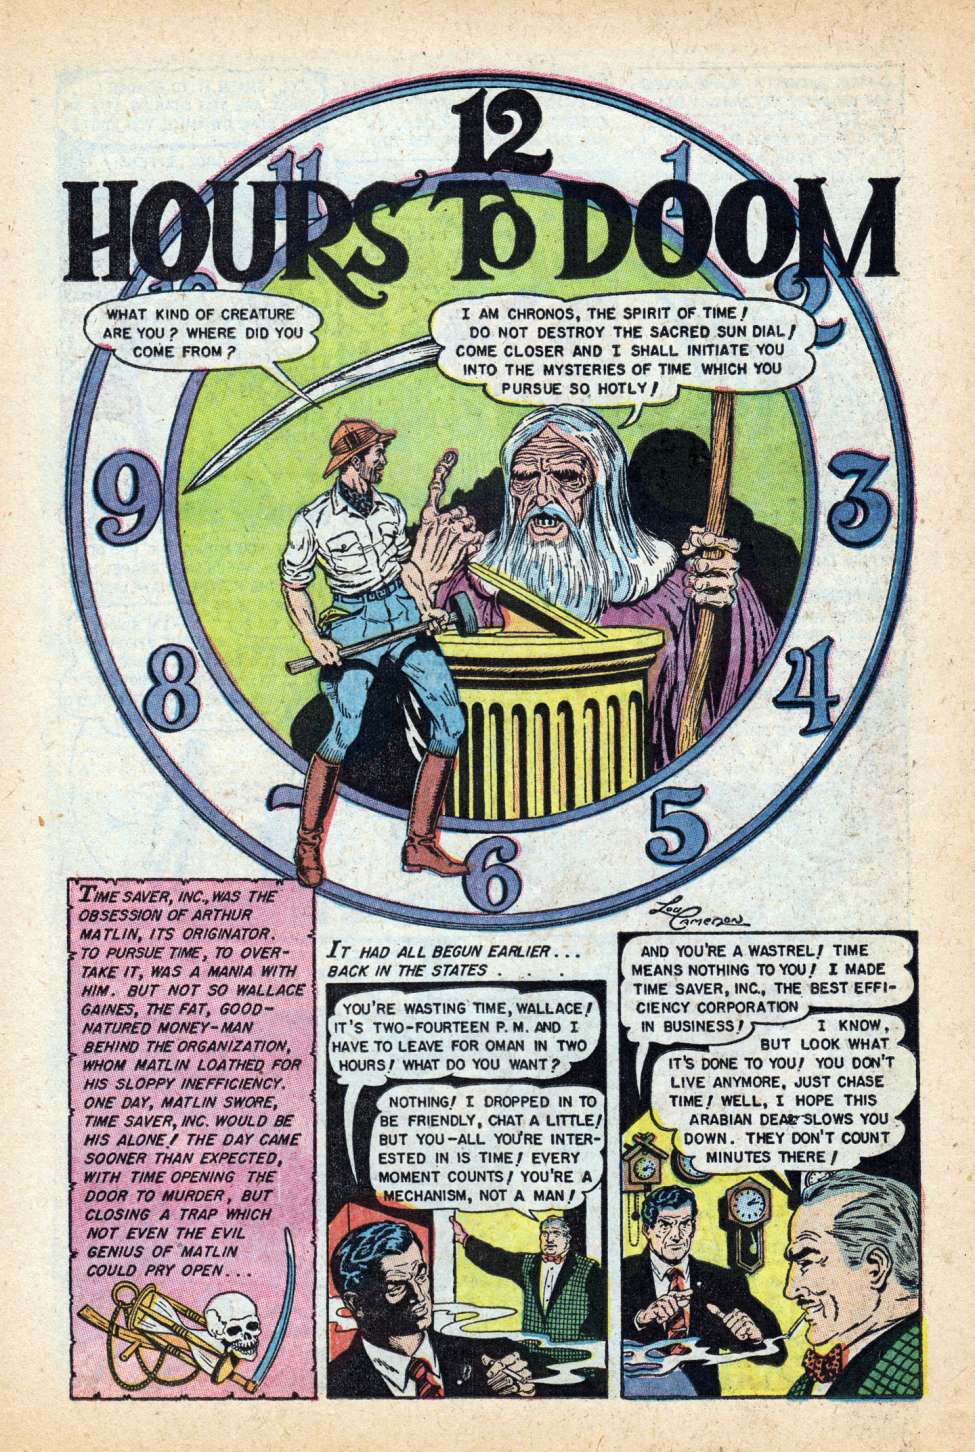 12
HOURS TO DOOM
11
1
10
2
9
3
8
4
7
5
6
WHAT KIND OF CREATURE
ARE YOU? WHERE DID YOU
COME FROM?
I AM CHRONOS, THE SPIRIT OF TIME!
DO NOT DESTROY THE SACRED SUN DIAL!
COME CLOSER AND I SHALL INITIATE YOU
INTO THE MYSTERIES OF TIME WHICH YOU
PURSUE SO HOTLY!
Lou
Cameron
TIME SAVER, INC., WAS THE
OBSESSION OF ARTHUR
MATLIN, ITS ORIGINATOR.
TO PURSUE TIME, TO OVER-
TAKE IT, WAS A MANIA WITH
HIM. BUT NOT SO WALLACE
GAINES, THE FAT, GOOD-
NATURED MONEY-MAN
BEHIND THE ORGANIZATION,
WHOM MATLIN LOATHED FOR
HIS SLOPPY INEFFICIENCY.
ONE DAY, MATLIN SWORE,
TIME SAVER, INC. WOULD BE
HIS ALONE! THE DAY CAME
SOONER THAN EXPECTED,
WITH TIME OPENING THE
DOOR TO MURDER, BUT
CLOSING A TRAP WHICH
NOT EVEN THE EVIL
GENIUS OF MATLIN
COULD PRY OPEN...
IT HAD ALL BEGUN EARLIER...
BACK IN THE STATES . . .
YOU'RE WASTING TIME, WALLACE!
IT'S TWO-FOURTEEN P.M. AND I
HAVE TO LEAVE FOR OMAN IN TWO
HOURS! WHAT DO YOU WANT?
NOTHING! I DROPPED IN TO
BE FRIENDLY, CHAT A LITTLE!
BUT YOU-ALL YOU'RE INTER-
ESTED IN IS TIME! EVERY
MOMENT COUNTS! YOU'RE A
MECHANISM, NOT A MAN!
AND YOU'RE A WASTREL! TIME
MEANS NOTHING TO YOU! I MADE
TIME SAVER, INC., THE BEST EFFI-
CIENCY CORPORATION
IN BUSINESS!
I KNOW,
BUT LOOK WHAT
IT'S DONE TO YOU! YOU DON'T
LIVE ANYMORE, JUST CHASE
TIME! WELL, I HOPE THIS
ARABIAN DEAL SLOWS YOU
DOWN. THEY DON'T COUNT
MINUTES THERE!